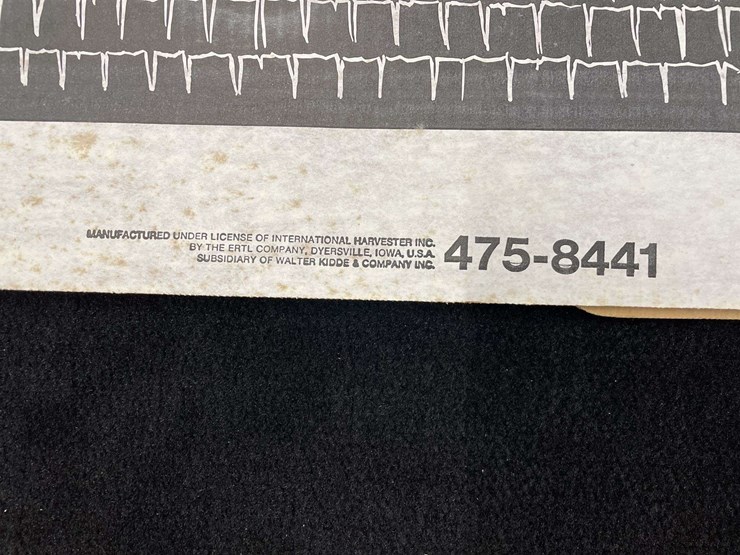 MANUFACTURED UNDER LICENSE OF INTERNATIONAL HARVESTER INC.
BY THE ERTL COMPANY, DYERSVILLE, IOWA, U.S.A.
SUBSIDIARY OF WALTER KIDDE & COMPANY INC.
475-8441